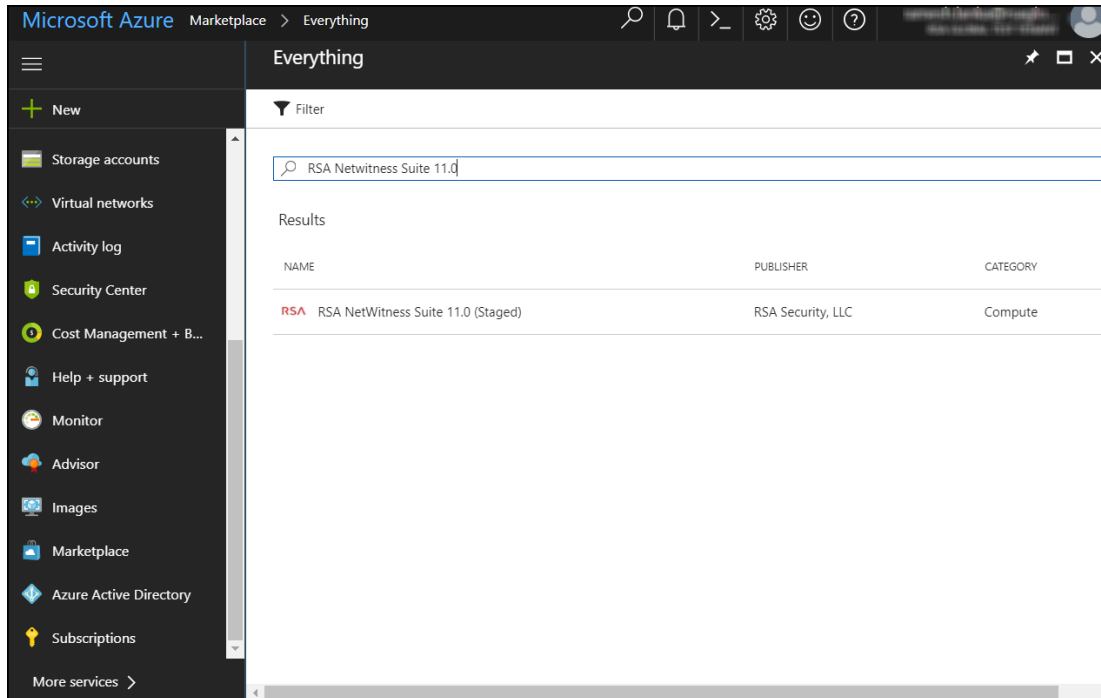 Microsoft Azure Marketplace > Everything
Everything
New
Filter
Storage accounts
RSA Netwitness Suite 11.0
Virtual networks
Results
Activity log
NAME PUBLISHER CATEGORY
Security Center
RSA RSA NetWitness Suite 11.0 (Staged) RSA Security, LLC Compute
Cost Management + B...
Help + support
Monitor
Advisor
Images
Marketplace
Azure Active Directory
Subscriptions
More services >